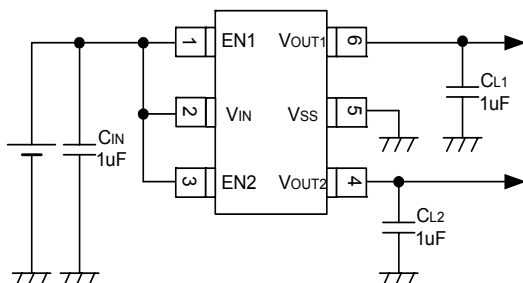 1 EN1 VOUT1 6
2 VIN VSS 5
3 EN2 VOUT2 4
CIN
1uF
CL1
1uF
CL2
1uF